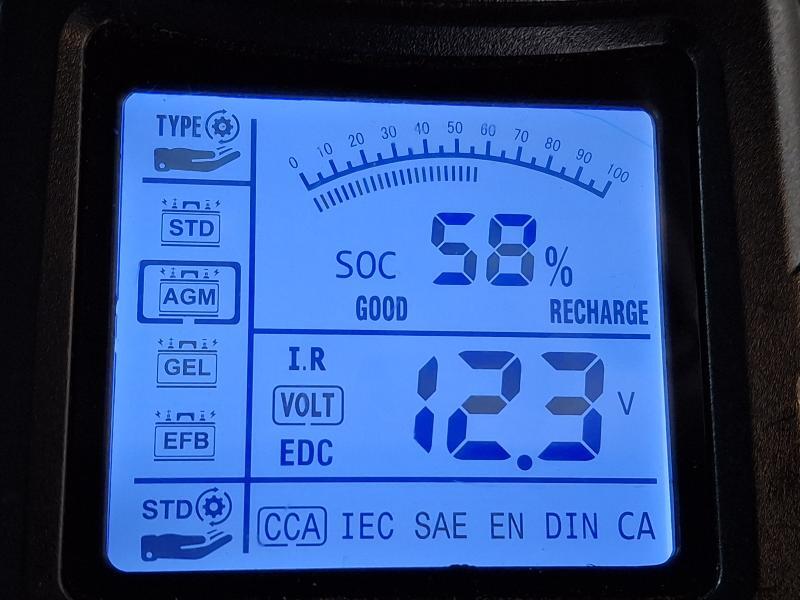 TYPE
0 10 20 30 40 50 60 70 80 90 100
STD
SOC 58 %
AGM
GOOD RECHARGE
GEL
I.R
VOLT 12.3 V
EFB
EDC
STD
CCA IEC SAE EN DIN CA